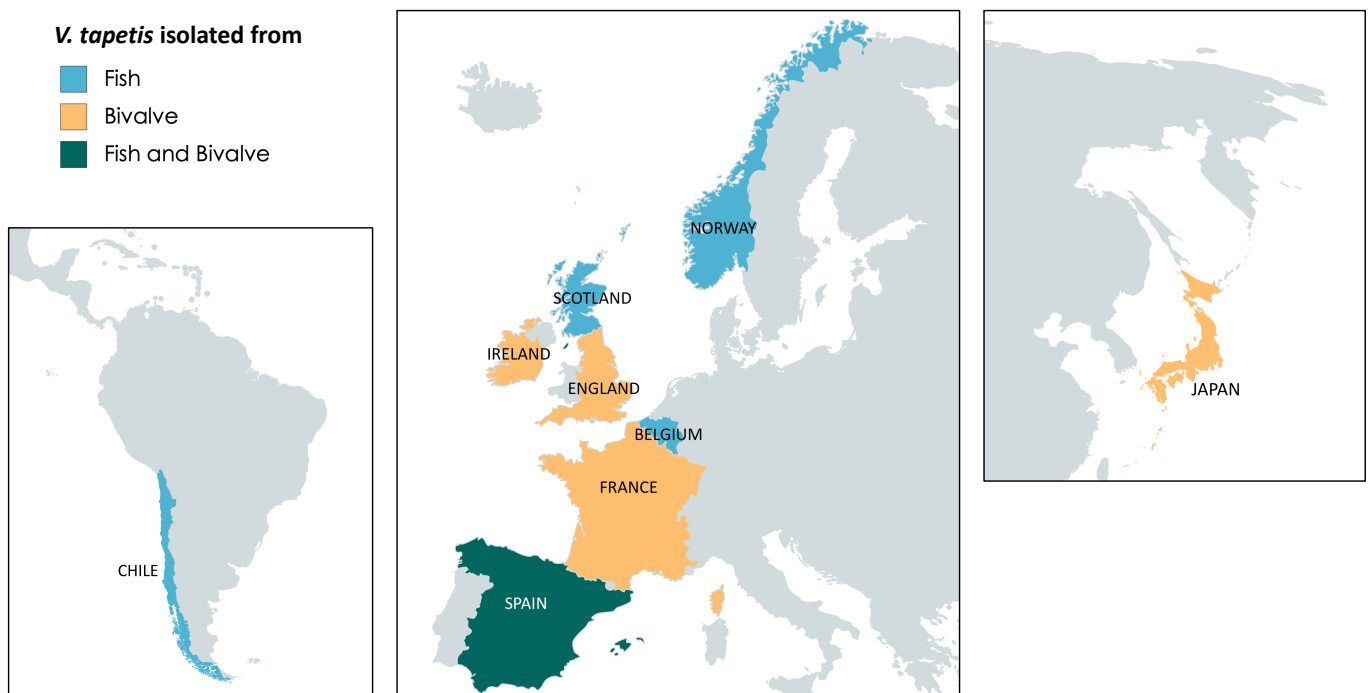 V. tapetis isolated from
Fish
Bivalve
Fish and Bivalve
NORWAY
SCOTLAND
IRELAND
ENGLAND
BELGIUM
FRANCE
SPAIN
CHILE
JAPAN